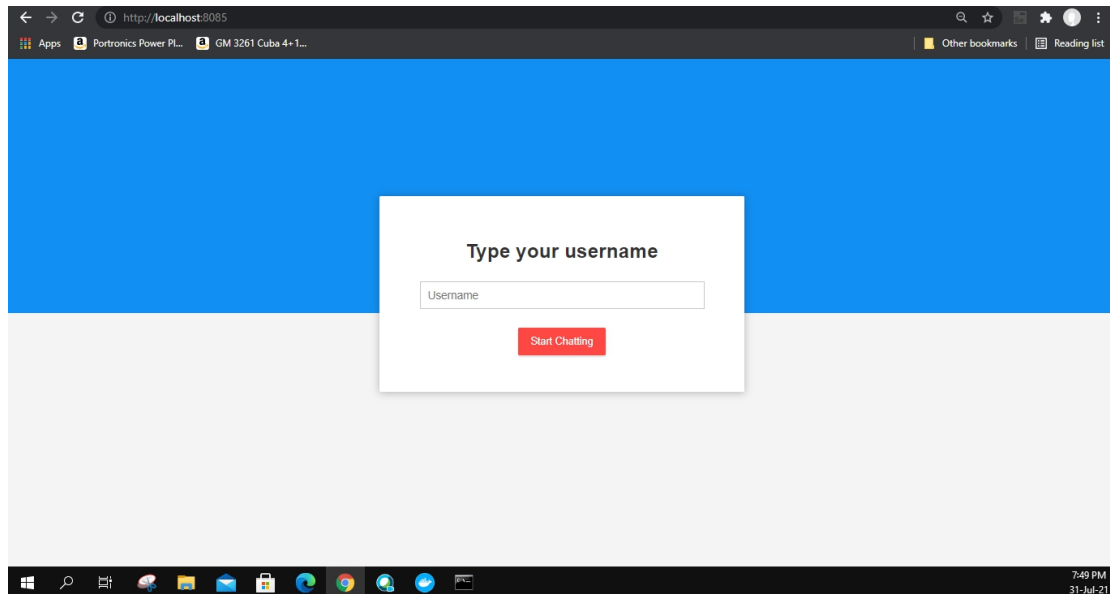 http://localhost:8085
Apps Portronics Power Pl... GM 3261 Cuba 4+1... Other bookmarks Reading list
Type your username
Username
Start Chatting
7:49 PM
31-Jul-21